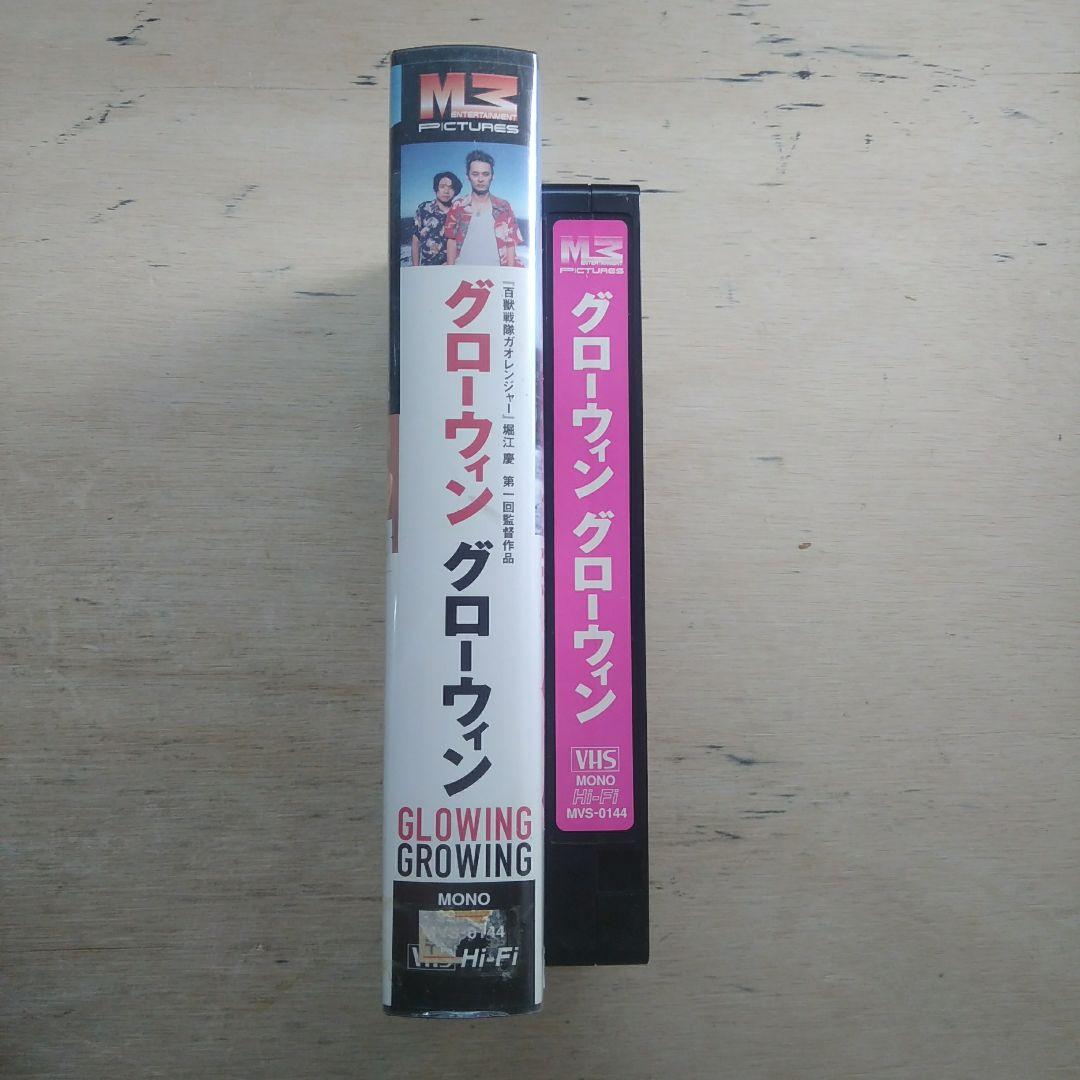 M3
ENTERTAINMENT
PICTURES
『百獣戦隊ガオレンジャー』堀江 慶 第一回監督作品
グローウィン グローウィン
GLOWING
GROWING
MONO
MVS-0144
VHS Hi-Fi
M3
ENTERTAINMENT
PICTURES
グローウィン グローウィン
VHS
MONO
Hi-Fi
MVS-0144